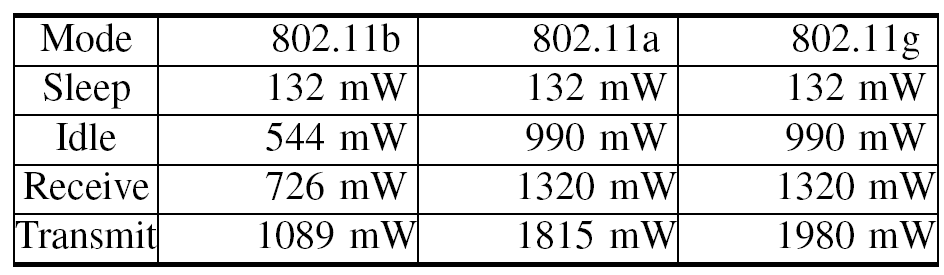 Mode 802.11b 802.11a 802.11g
Sleep 132 mW 132 mW 132 mW
Idle 544 mW 990 mW 990 mW
Receive 726 mW 1320 mW 1320 mW
Transmit 1089 mW 1815 mW 1980 mW